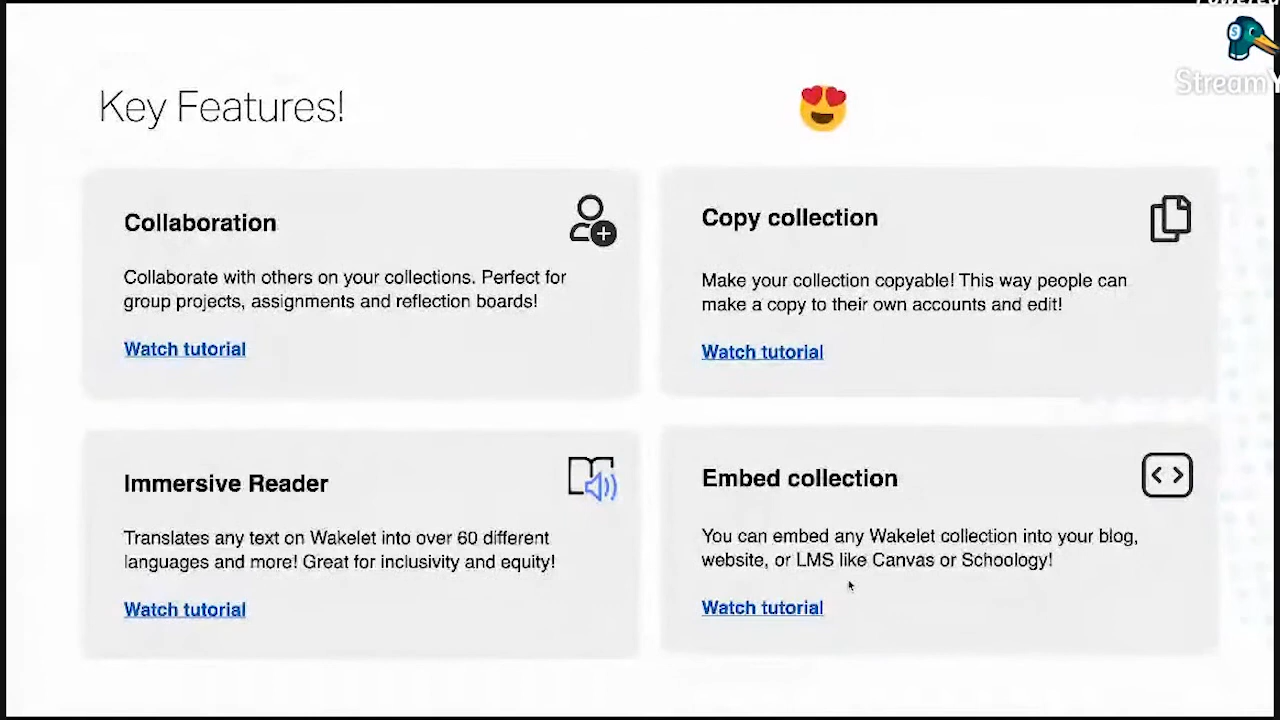 Powered
StreamY
Key Features!
Collaboration
Collaborate with others on your collections. Perfect for
group projects, assignments and reflection boards!
Watch tutorial
Copy collection
Make your collection copyable! This way people can
make a copy to their own accounts and edit!
Watch tutorial
Immersive Reader
Translates any text on Wakelet into over 60 different
languages and more! Great for inclusivity and equity!
Watch tutorial
Embed collection
You can embed any Wakelet collection into your blog,
website, or LMS like Canvas or Schoology!
Watch tutorial